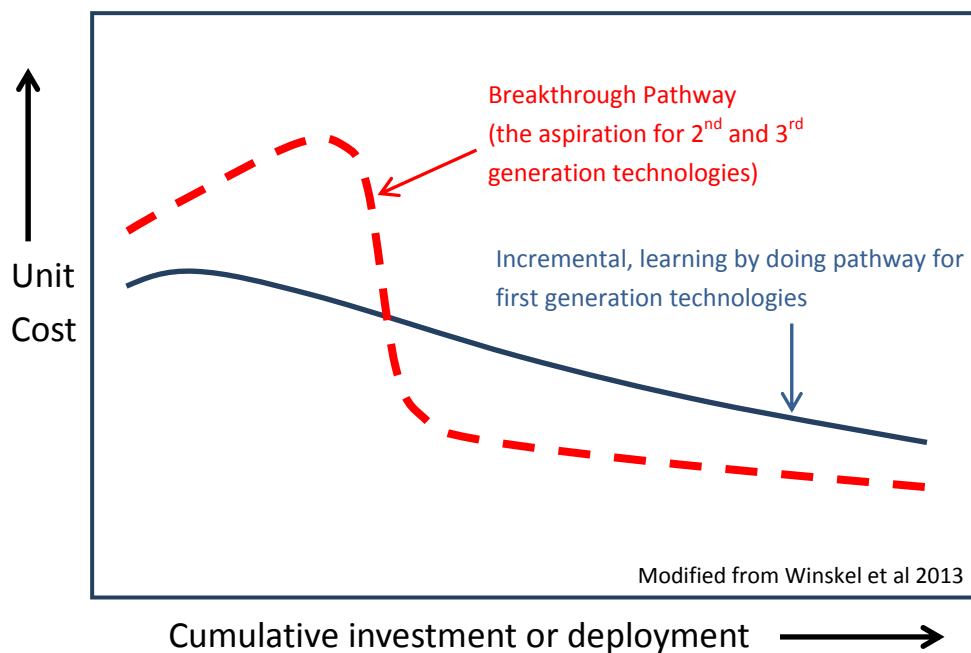 Breakthrough Pathway
(the aspiration for 2nd and 3rd
generation technologies)
Unit
Cost
Incremental, learning by doing pathway for
first generation technologies
Modified from Winskel et al 2013
Cumulative investment or deployment